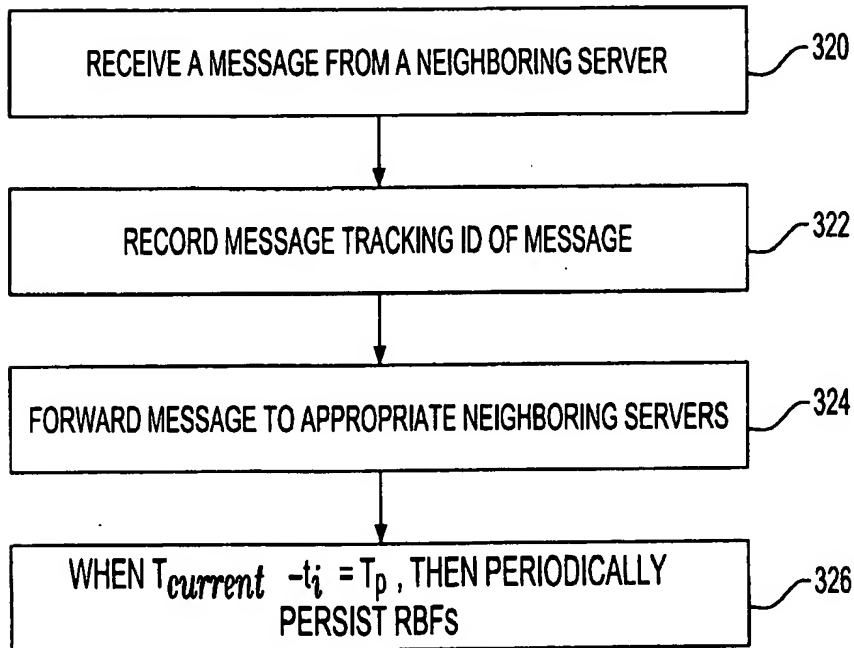 RECEIVE A MESSAGE FROM A NEIGHBORING SERVER
320
RECORD MESSAGE TRACKING ID OF MESSAGE
322
FORWARD MESSAGE TO APPROPRIATE NEIGHBORING SERVERS
324
WHEN Tcurrent -ti = Tp, THEN PERIODICALLY
PERSIST RBFS
326